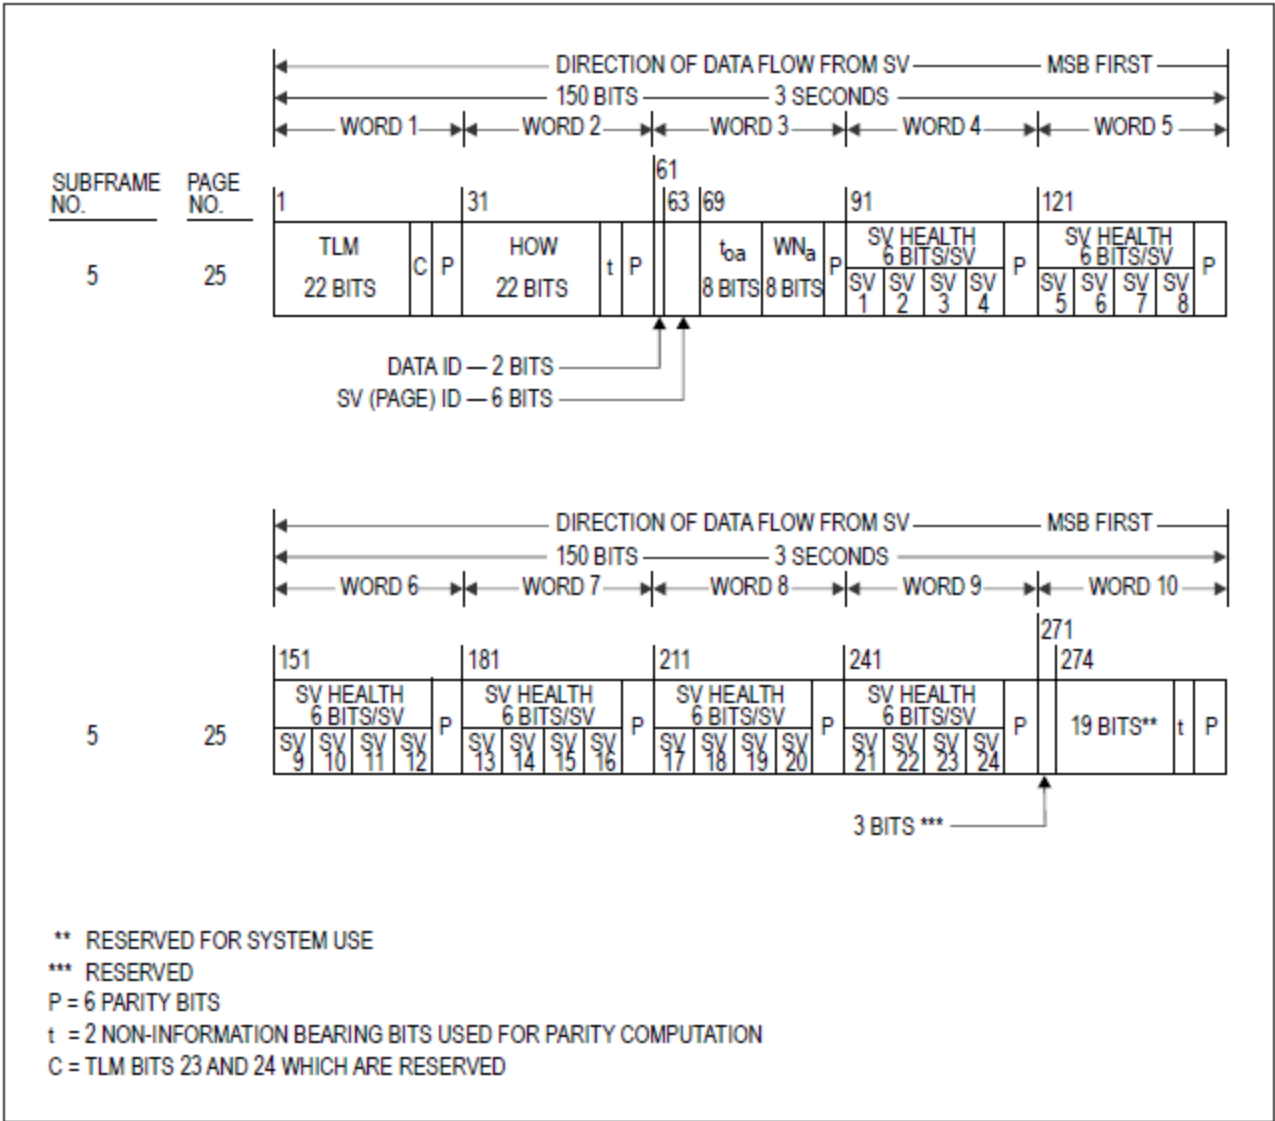 DIRECTION OF DATA FLOW FROM SV MSB FIRST
150 BITS 3 SECONDS
WORD 1 WORD 2 WORD 3 WORD 4 WORD 5
61
SUBFRAME PAGE
NO. NO. 1 31 63 69 91 121
TLM HOW toa WNa SV HEALTH SV HEALTH
6 BITS/SV 6 BITS/SV
5 25 C P t P P P P
22 BITS 22 BITS 8 BITS 8 BITS SV SV SV SV SV SV SV SV
1 2 3 4 5 6 7 8
DATA ID — 2 BITS
SV (PAGE) ID — 6 BITS
DIRECTION OF DATA FLOW FROM SV MSB FIRST
150 BITS 3 SECONDS
WORD 6 WORD 7 WORD 8 WORD 9 WORD 10
271
151 181 211 241 274
SV HEALTH SV HEALTH SV HEALTH SV HEALTH
6 BITS/SV 6 BITS/SV 6 BITS/SV 6 BITS/SV
5 25 P P P P 19 BITS** t P
SV SV SV SV SV SV SV SV SV SV SV SV SV SV SV SV
9 10 11 12 13 14 15 16 17 18 19 20 21 22 23 24
3 BITS ***
** RESERVED FOR SYSTEM USE
*** RESERVED
P = 6 PARITY BITS
t = 2 NON-INFORMATION BEARING BITS USED FOR PARITY COMPUTATION
C = TLM BITS 23 AND 24 WHICH ARE RESERVED